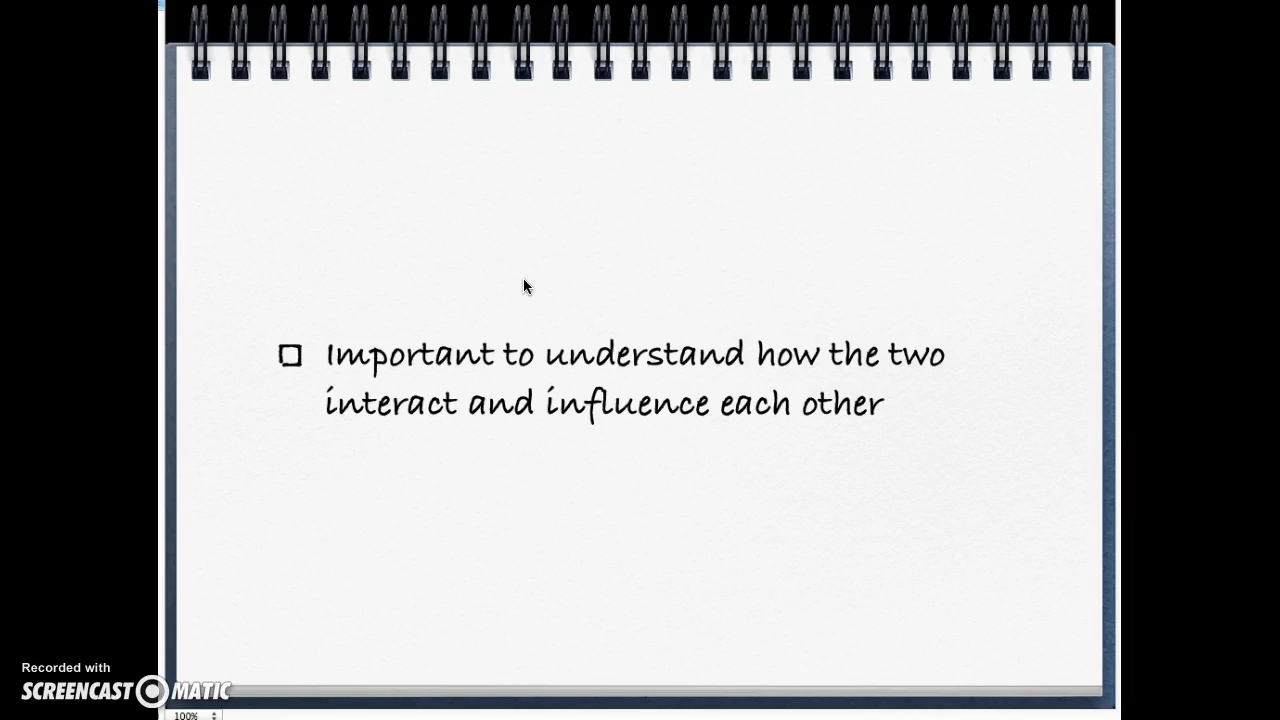 Important to understand how the two
interact and influence each other
Recorded with
SCREENCAST MATIC
100%